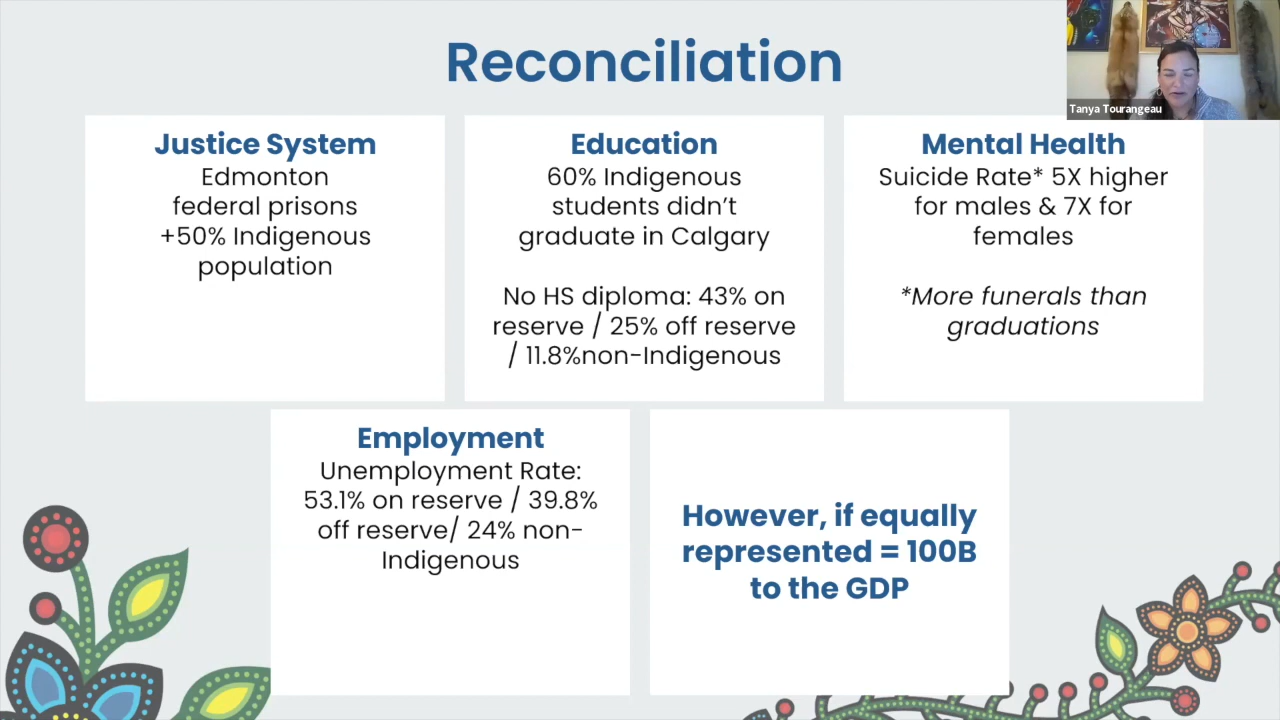 Reconciliation
Tanya Tourangeau
Justice System
Edmonton
federal prisons
+50% Indigenous
population
Education
60% Indigenous
students didn’t
graduate in Calgary
No HS diploma: 43% on
reserve / 25% off reserve
/ 11.8%non-Indigenous
Mental Health
Suicide Rate* 5X higher
for males & 7X for
females
*More funerals than
graduations
Employment
Unemployment Rate:
53.1% on reserve / 39.8%
off reserve/ 24% non-
Indigenous
However, if equally
represented = 100B
to the GDP